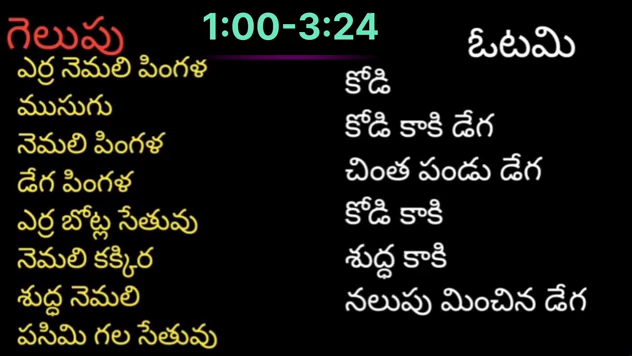 గెలుపు
1:00-3:24
ఓటమి
ఎర్ర నెమలి పింగళ
ముసుగు
నెమలి పింగళ
డేగ పింగళ
ఎర్ర బోట్ల సేతువు
నెమలి కక్కిర
శుద్ధ నెమలి
పసిమి గల సేతువు
కోడి
కోడి కాకి డేగ
చింత పండు డేగ
కోడి కాకి
శుద్ధ కాకి
నలుపు మించిన డేగ